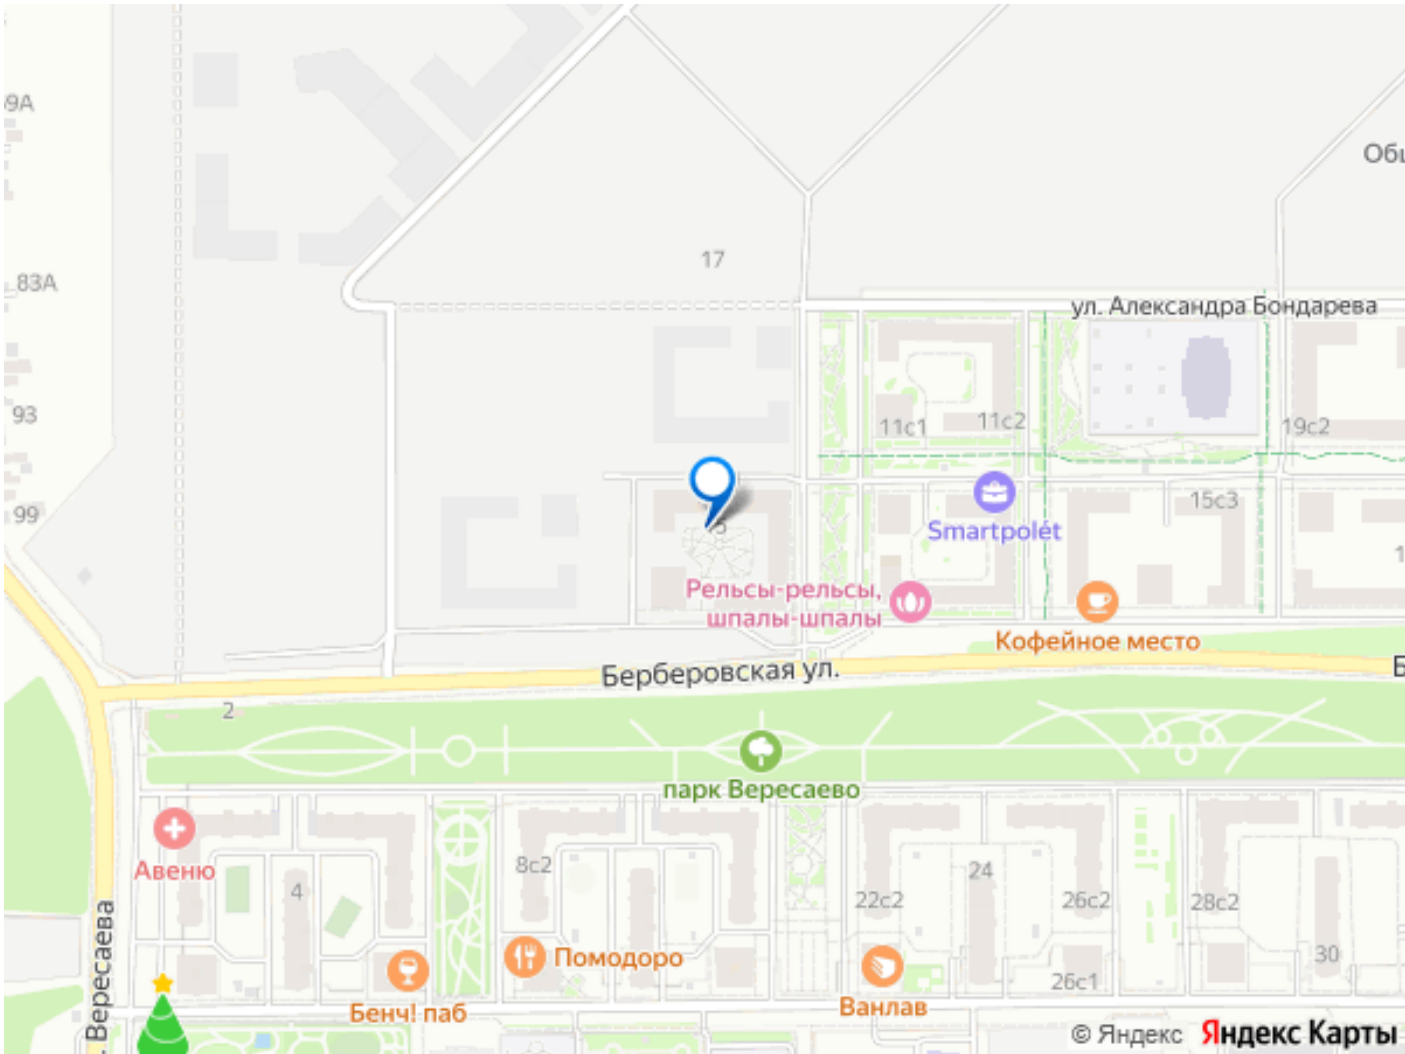 9А
Общ
17
83А
ул. Александра Бондарева
93
11с1
11с2
19с2
99
15с3
Smartpolét
Рельсы-рельсы,
шпалы-шпалы
Кофейное место
Берберовская ул.
Б
2
парк Вересаево
Авеню
4
8с2
22с2
24
26с2
28с2
Вересаева
Помодоро
30
26с1
Бенч! паб
Ванлав
© Яндекс
Яндекс Карты